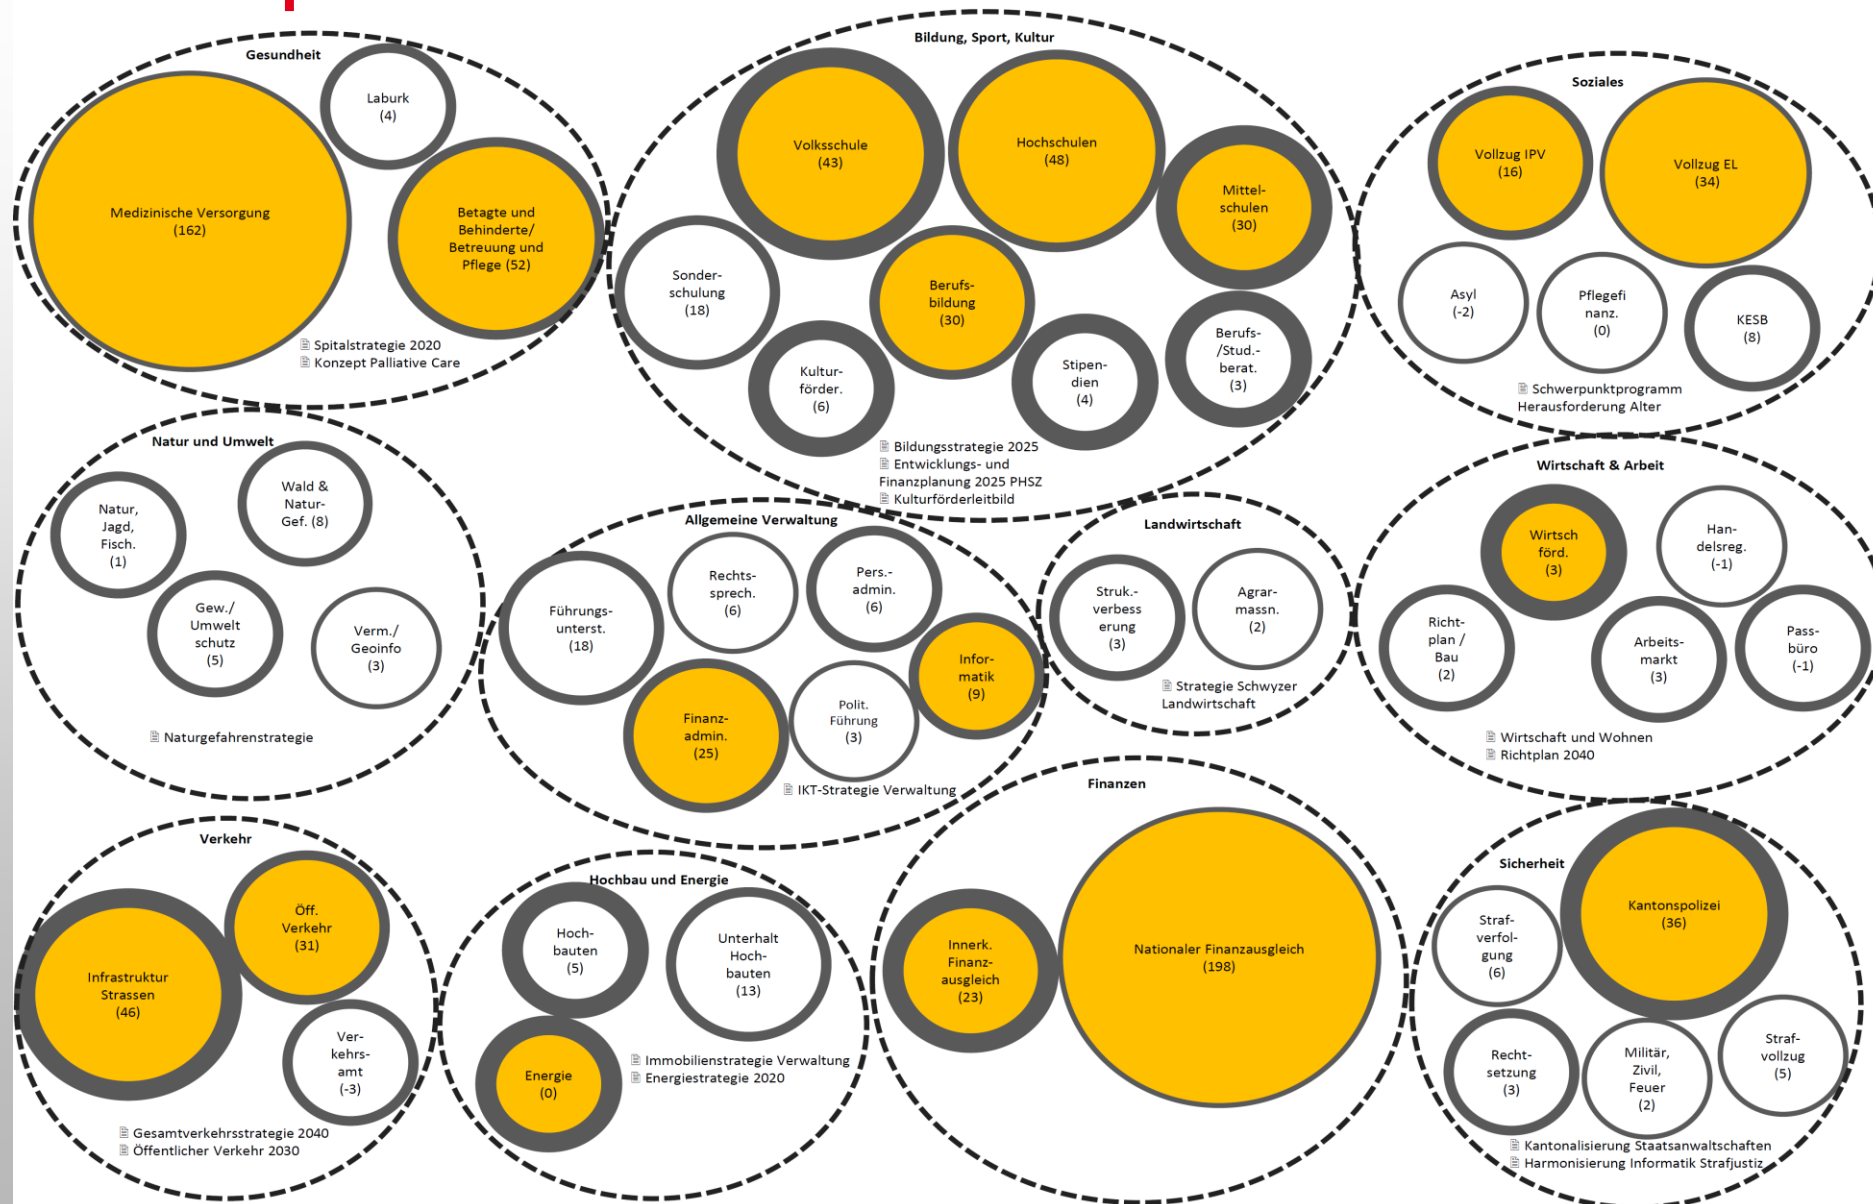 Gesundheit
Laburk
(4)
Medizinische Versorgung
(162)
Betagte und
Behinderte/
Betreuung und
Pflege (52)
Spitalstrategie 2020
Konzept Palliative Care
Bildung, Sport, Kultur
Volksschule
(43)
Hochschulen
(48)
Mittel-
schulen
(30)
Sonder-
schulung
(18)
Berufs-
bildung
(30)
Kultur-
förder.
(6)
Stipen-
dien
(4)
Berufs-
/Stud.-
berat.
(3)
Bildungsstrategie 2025
Entwicklungs- und
Finanzplanung 2025 PHSZ
Kulturförderleitbild
Soziales
Vollzug IPV
(16)
Vollzug EL
(34)
Asyl
(-2)
Pflegefi
nanz.
(0)
KESB
(8)
Schwerpunktprogramm
Herausforderung Alter
Natur und Umwelt
Natur,
Jagd,
Fisch.
(1)
Wald &
Natur-
Gef. (8)
Gew./
Umwelt
schutz
(5)
Verm./
Geoinfo
(3)
Naturgefahrenstrategie
Allgemeine Verwaltung
Führungs-
unterst.
(18)
Rechts-
sprech.
(6)
Pers.-
admin.
(6)
Infor-
matik
(9)
Finanz-
admin.
(25)
Polit.
Führung
(3)
IKT-Strategie Verwaltung
Landwirtschaft
Struk.-
verbess
erung
(3)
Agrar-
massn.
(2)
Strategie Schwyzer
Landwirtschaft
Wirtschaft & Arbeit
Wirtsch
förd.
(3)
Han-
delsreg.
(-1)
Richt-
plan /
Bau
(2)
Arbeits-
markt
(3)
Pass-
büro
(-1)
Wirtschaft und Wohnen
Richtplan 2040
Verkehr
Öff.
Verkehr
(31)
Infrastruktur
Strassen
(46)
Ver-
kehrs-
amt
(-3)
Gesamtverkehrsstrategie 2040
Öffentlicher Verkehr 2030
Hochbau und Energie
Hoch-
bauten
(5)
Unterhalt
Hoch-
bauten
(13)
Energie
(0)
Immobilienstrategie Verwaltung
Energiestrategie 2020
Finanzen
Innerk.
Finanz-
ausgleich
(23)
Nationaler Finanzausgleich
(198)
Sicherheit
Kantonspolizei
(36)
Straf-
verfol-
gung
(6)
Recht-
setzung
(3)
Militär,
Zivil,
Feuer
(2)
Straf-
vollzug
(5)
Kantonalisierung Staatsanwaltschaften
Harmonisierung Informatik Strafjustiz